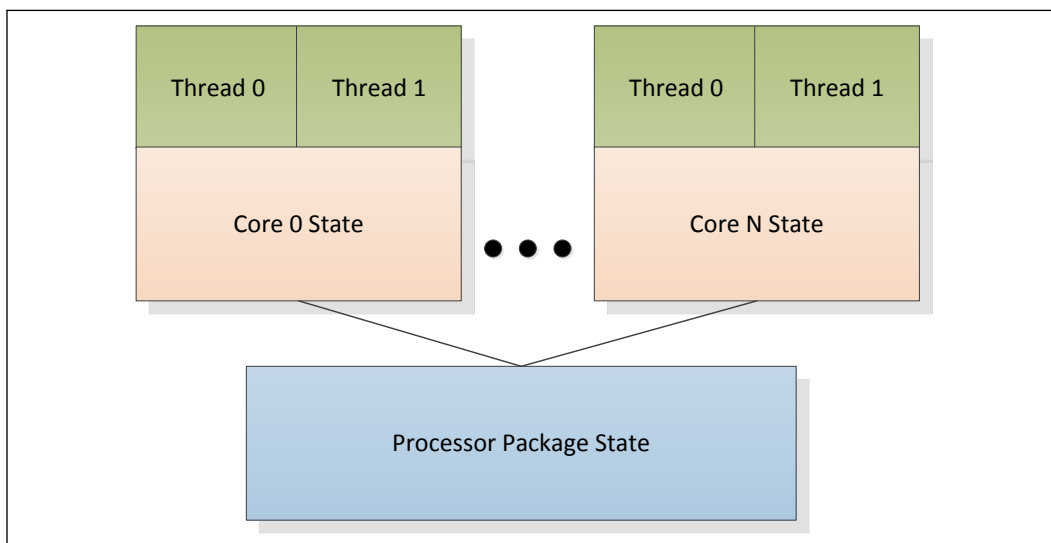 Thread 0
Thread 1
Thread 0
Thread 1
Core 0 State
Core N State
Processor Package State